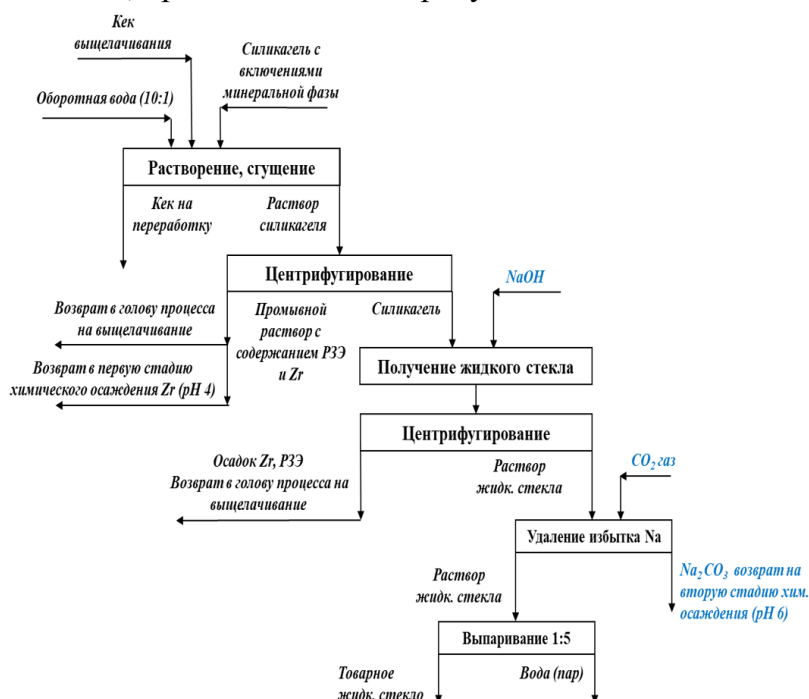 Кек
выщелачивания
Силикагель с
включениями
минеральной фазы
Оборотная вода (10:1)
Растворение, сгущение
Кек на
переработку
Раствор
силикагеля
Центрифугирование
NaOH
Возврат в голову процесса
на выщелачивание
Промывной
раствор с
содержанием РЗЭ
и Zr
Силикагель
Возврат в первую стадию
химического осаждения Zr (pH 4)
Получение жидкого стекла
Центрифугирование
Осадок Zr, РЗЭ
Возврат в голову процесса на
выщелачивание
Раствор
жидк. стекла
CO₂ газ
Удаление избытка Na
Раствор
жидк. стекла
Na₂CO₃ возврат на
вторую стадию хим.
осаждения (pH 6)
Выпаривание 1:5
Товарное
жидк. стекло
Вода (пар)